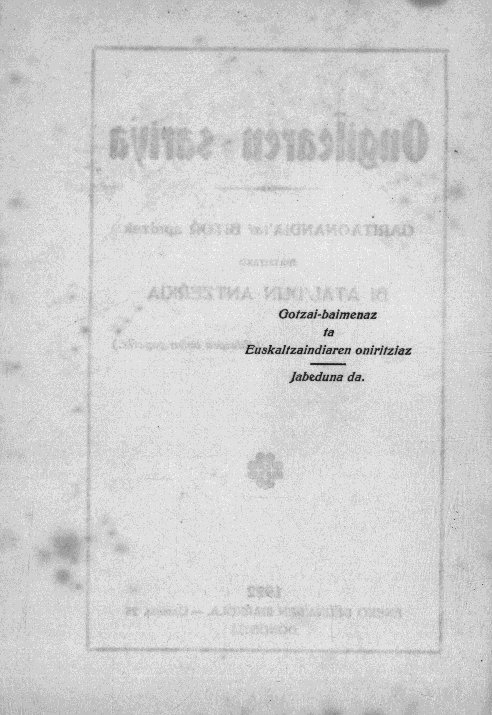 Gotzai-baimenaz
ta
Euskaltzaindiaren oniritziaz
Jabeduna da.